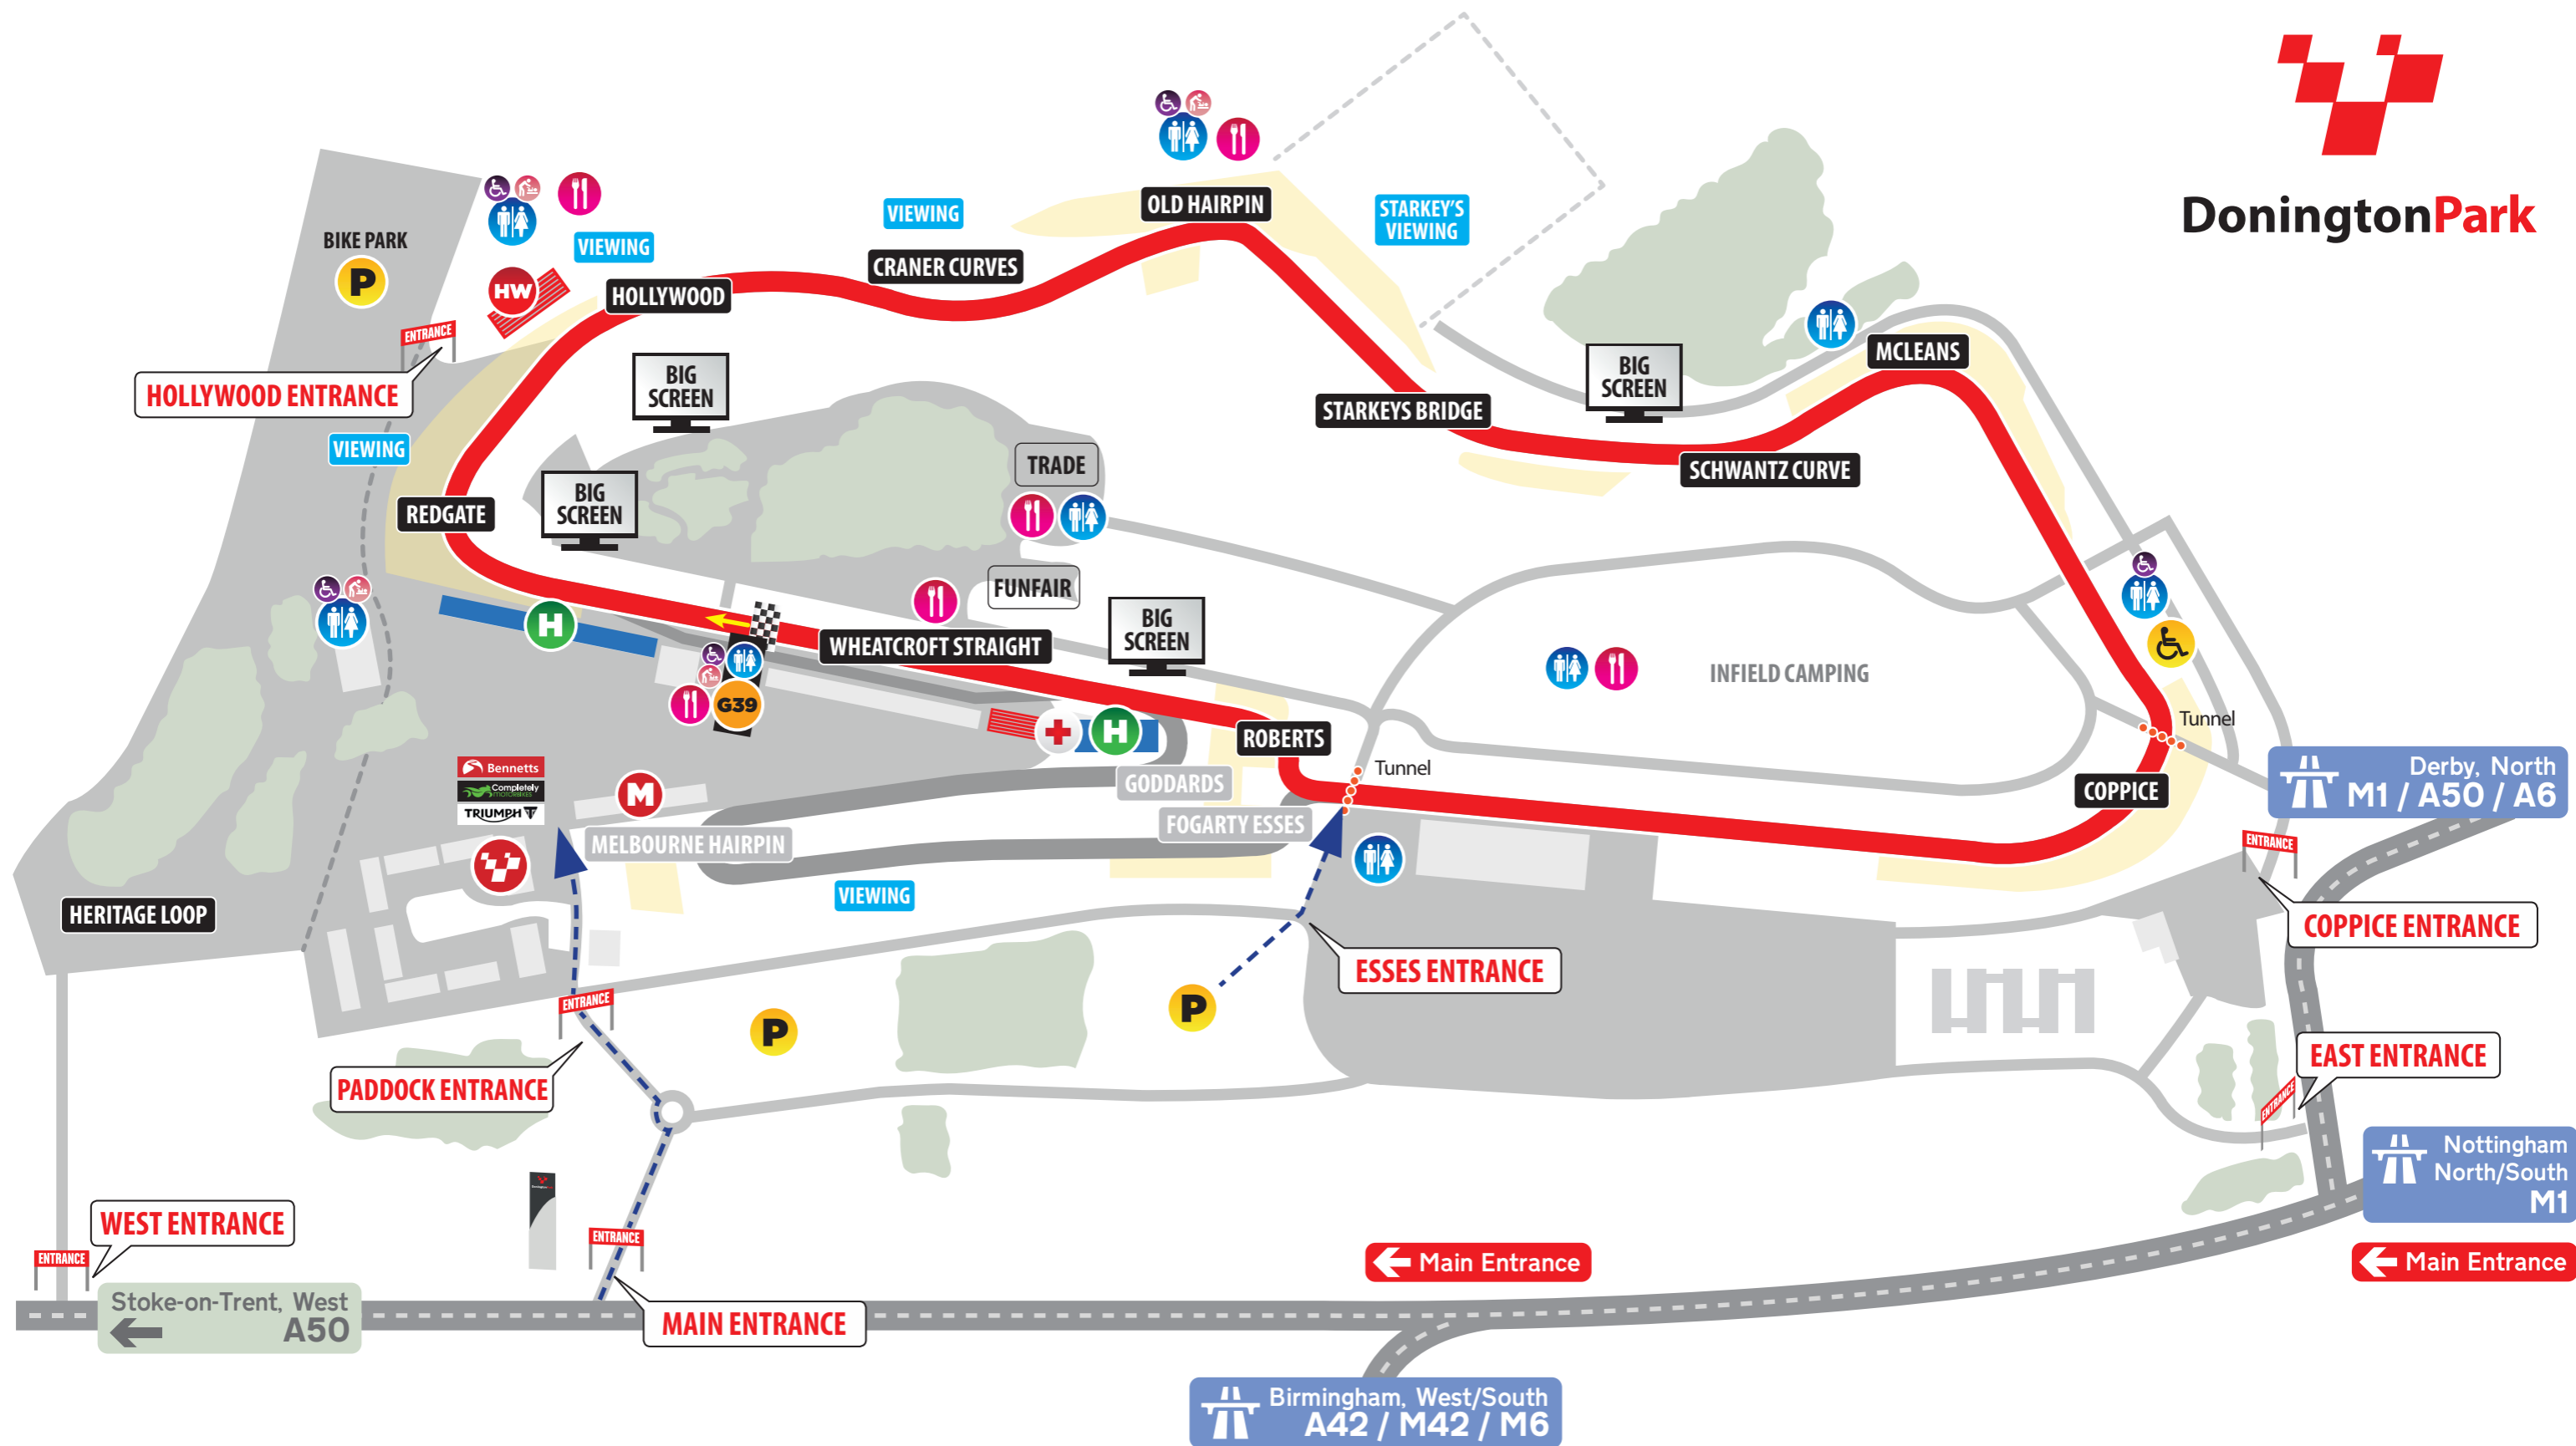 DoningtonPark
OLD HAIRPIN
VIEWING
STARKEY'S
VIEWING
BIKE PARK
P
VIEWING
CRANER CURVES
HW
HOLLYWOOD
ENTRANCE
HOLLYWOOD ENTRANCE
BIG
SCREEN
BIG
SCREEN
MCLEANS
STARKEYS BRIDGE
VIEWING
TRADE
SCHWANTZ CURVE
REDGATE
BIG
SCREEN
FUNFAIR
H
WHEATCROFT STRAIGHT
BIG
SCREEN
INFIELD CAMPING
G39
H
ROBERTS
Tunnel
Tunnel
Derby, North
M1 / A50 / A6
Bennetts
Completely
MOTORBIKES
TRIUMPH
M
GODDARDS
COPPICE
FOGARTY ESSES
MELBOURNE HAIRPIN
ENTRANCE
VIEWING
HERITAGE LOOP
COPPICE ENTRANCE
ESSES ENTRANCE
ENTRANCE
P
P
EAST ENTRANCE
ENTRANCE
PADDOCK ENTRANCE
Nottingham
North/South
M1
WEST ENTRANCE
ENTRANCE
ENTRANCE
Main Entrance
Main Entrance
Stoke-on-Trent, West
A50
MAIN ENTRANCE
Birmingham, West/South
A42 / M42 / M6